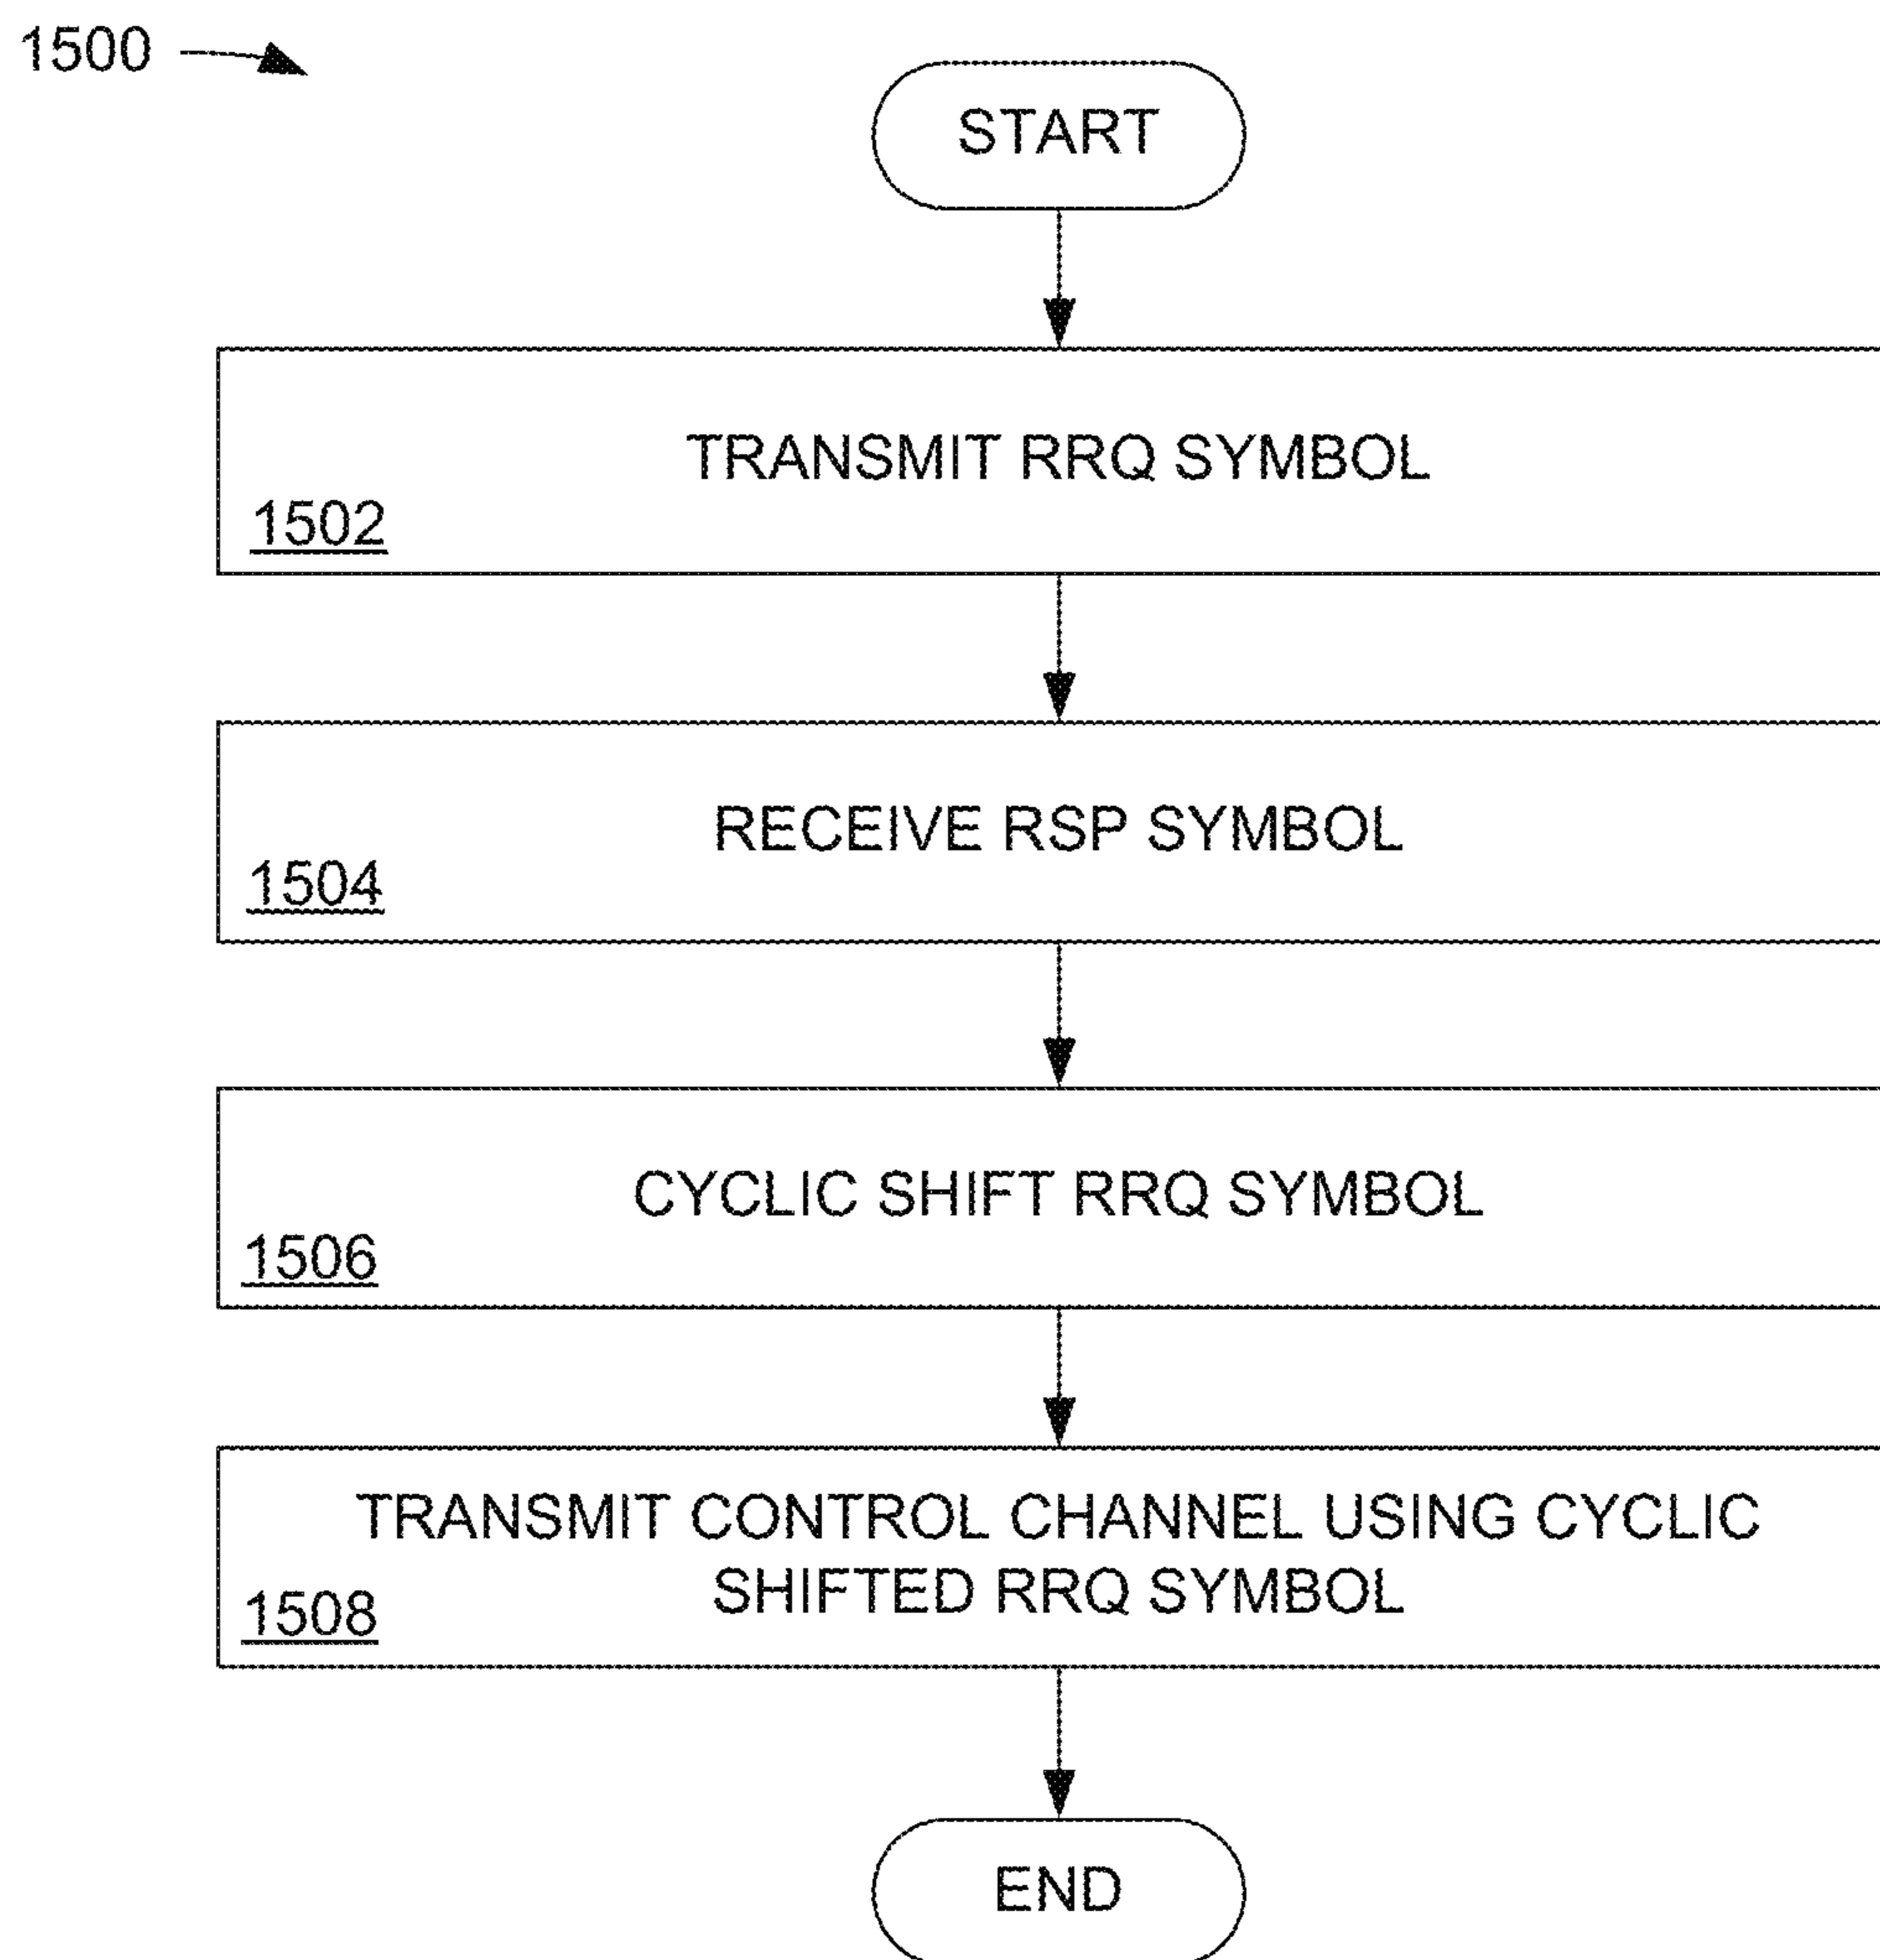 1500
START
TRANSMIT RRQ SYMBOL
1502
RECEIVE RSP SYMBOL
1504
CYCLIC SHIFT RRQ SYMBOL
1506
TRANSMIT CONTROL CHANNEL USING CYCLIC
SHIFTED RRQ SYMBOL
1508
END